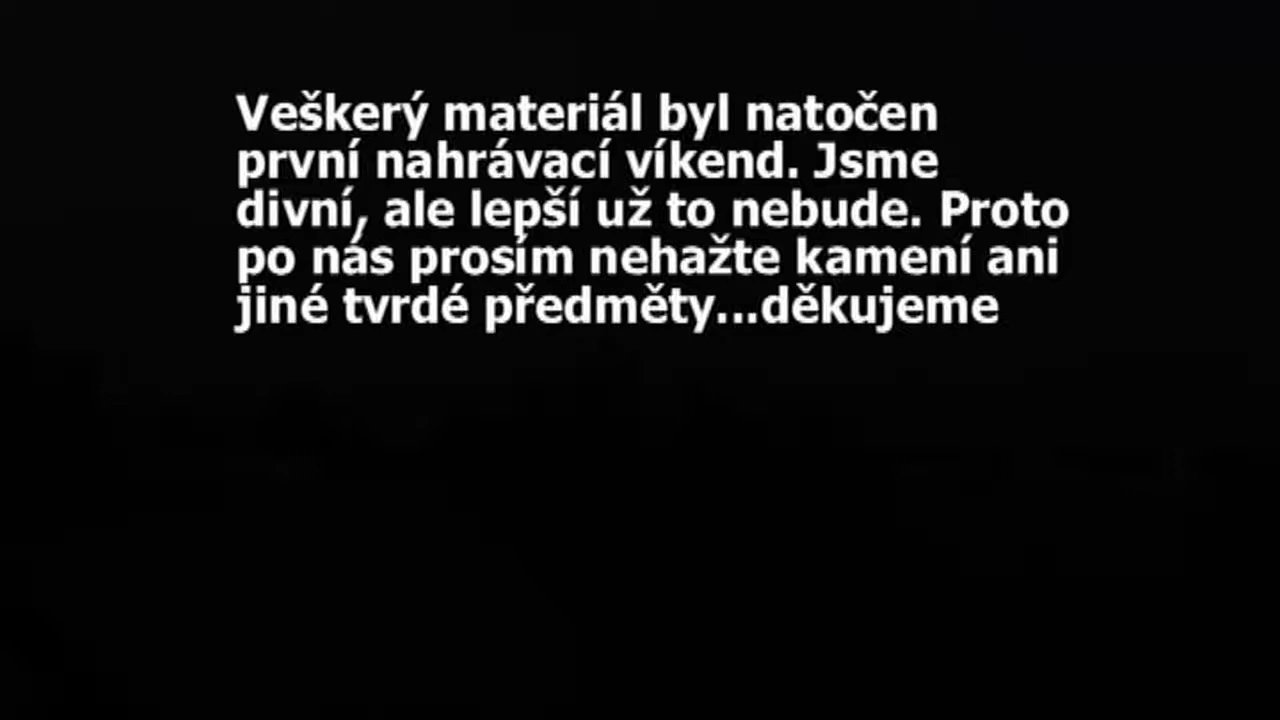 Veškerý materiál byl natočen
první nahrávací víkend. Jsme
divní, ale lepší už to nebude. Proto
po nás prosím nehažte kamení ani
jiné tvrdé předměty...děkujeme